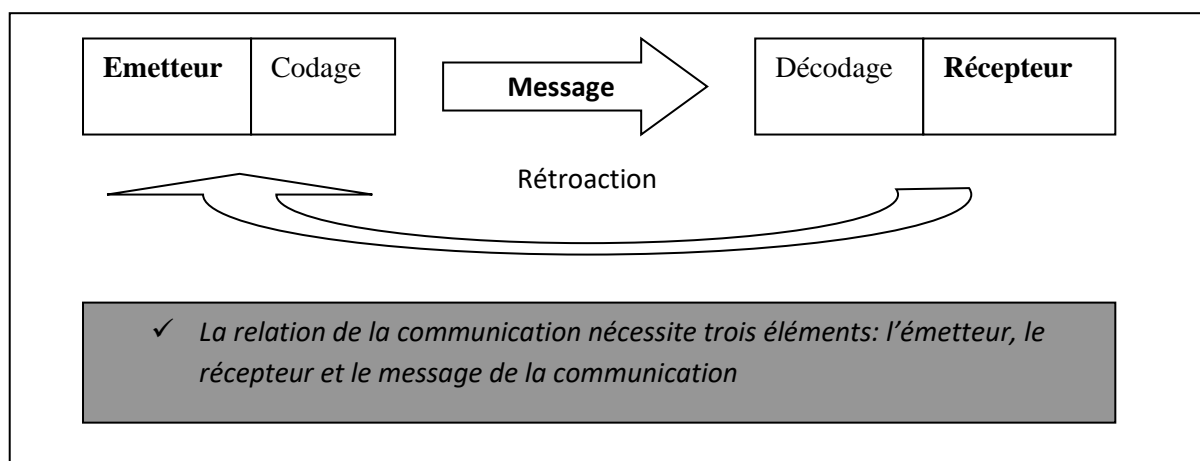 Emetteur Codage Message Décodage Récepteur
Rétroaction
✓ La relation de la communication nécessite trois éléments: l’émetteur, le
récepteur et le message de la communication